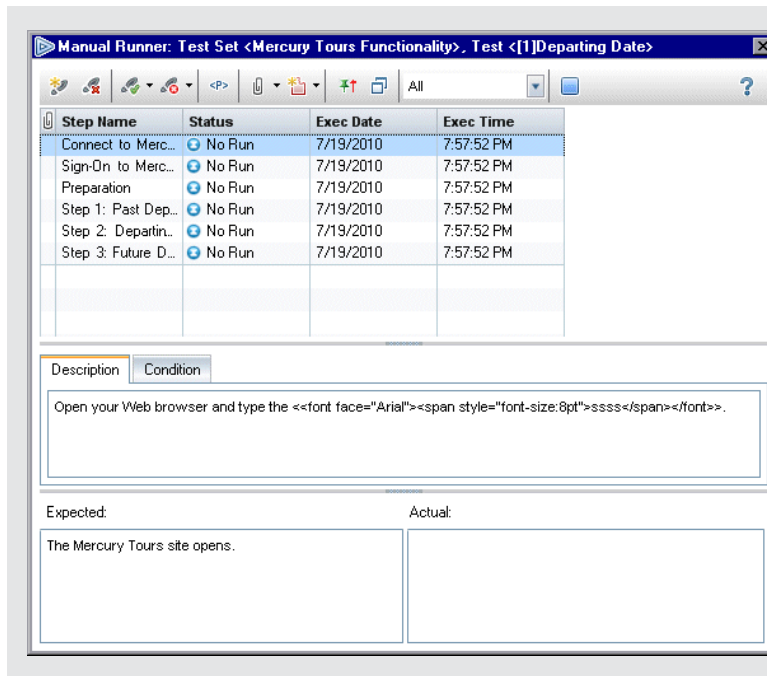 Manual Runner: Test Set <Mercury Tours Functionality>, Test <[1]Departing Date>
<P> All ?
Step Name Status Exec Date Exec Time
Connect to Merc... No Run 7/19/2010 7:57:52 PM
Sign-On to Merc... No Run 7/19/2010 7:57:52 PM
Preparation No Run 7/19/2010 7:57:52 PM
Step 1: Past Dep... No Run 7/19/2010 7:57:52 PM
Step 2: Departin... No Run 7/19/2010 7:57:52 PM
Step 3: Future D... No Run 7/19/2010 7:57:52 PM
Description Condition
Open your Web browser and type the <<font face="Arial"><span style="font-size:8pt">ssss</span></font>>.
Expected: Actual:
The Mercury Tours site opens.